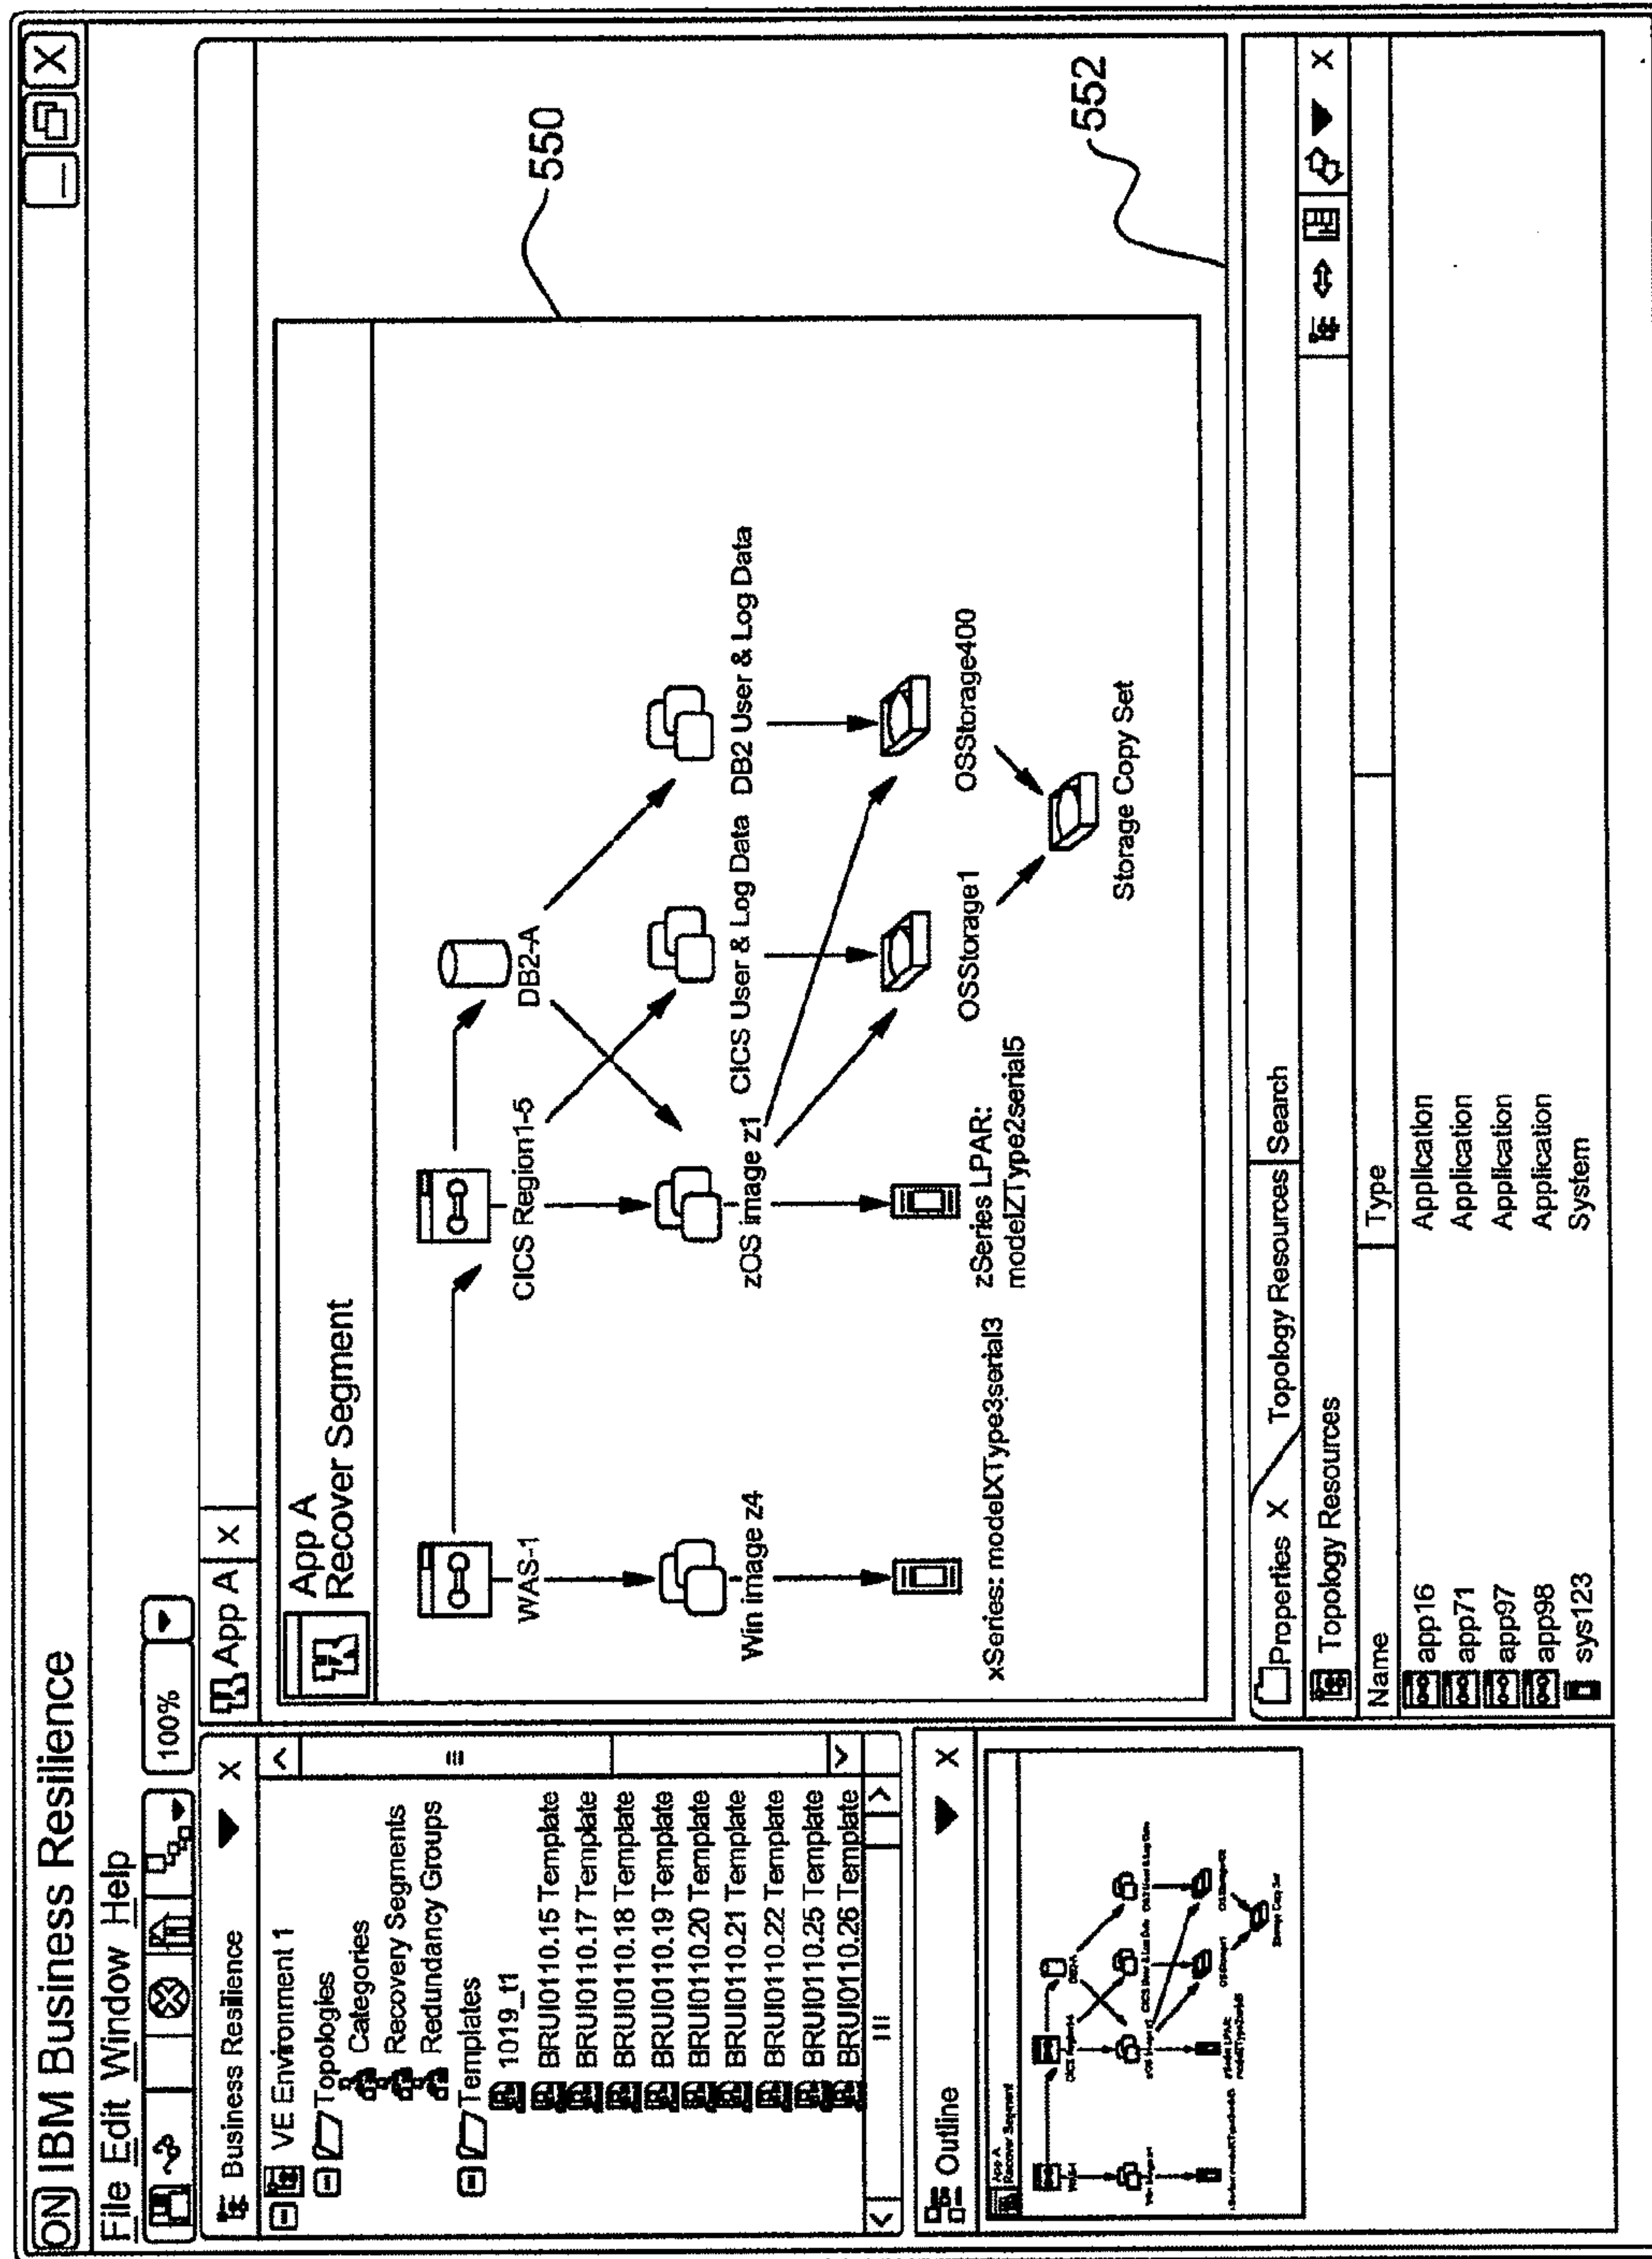 ON IBM Business Resilience
File Edit Window Help
100%
Business Resilience X
VE Environment 1
Topologies
Categories
Recovery Segments
Redundancy Groups
Templates
1019_t1
BRUI0110.15 Template
BRUI0110.17 Template
BRUI0110.18 Template
BRUI0110.19 Template
BRUI0110.20 Template
BRUI0110.21 Template
BRUI0110.22 Template
BRUI0110.25 Template
BRUI0110.26 Template
Outline X
App A
Recover Segment
App A X
App A
Recover Segment
WAS-1
CICS Region1-5
DB2-A
Win image z4
zOS image z1
CICS User & Log Data
DB2 User & Log Data
xSeries: modelXType3serial3
zSeries LPAR:
modelZType2serial5
OSStorage1
OSStorage400
Storage Copy Set
550
552
Properties X Topology Resources Search
Topology Resources X
Name Type
app16 Application
app71 Application
app97 Application
app98 Application
sys123 System